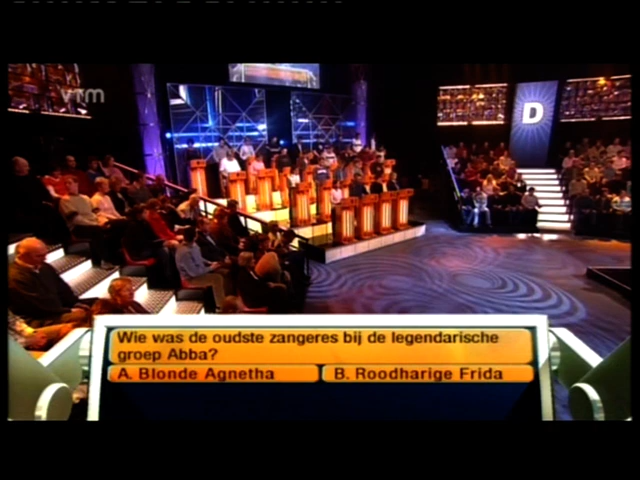 vtm
D
Wie was de oudste zangeres bij de legendarische
groep Abba?
A. Blonde Agnetha
B. Roodharige Frida